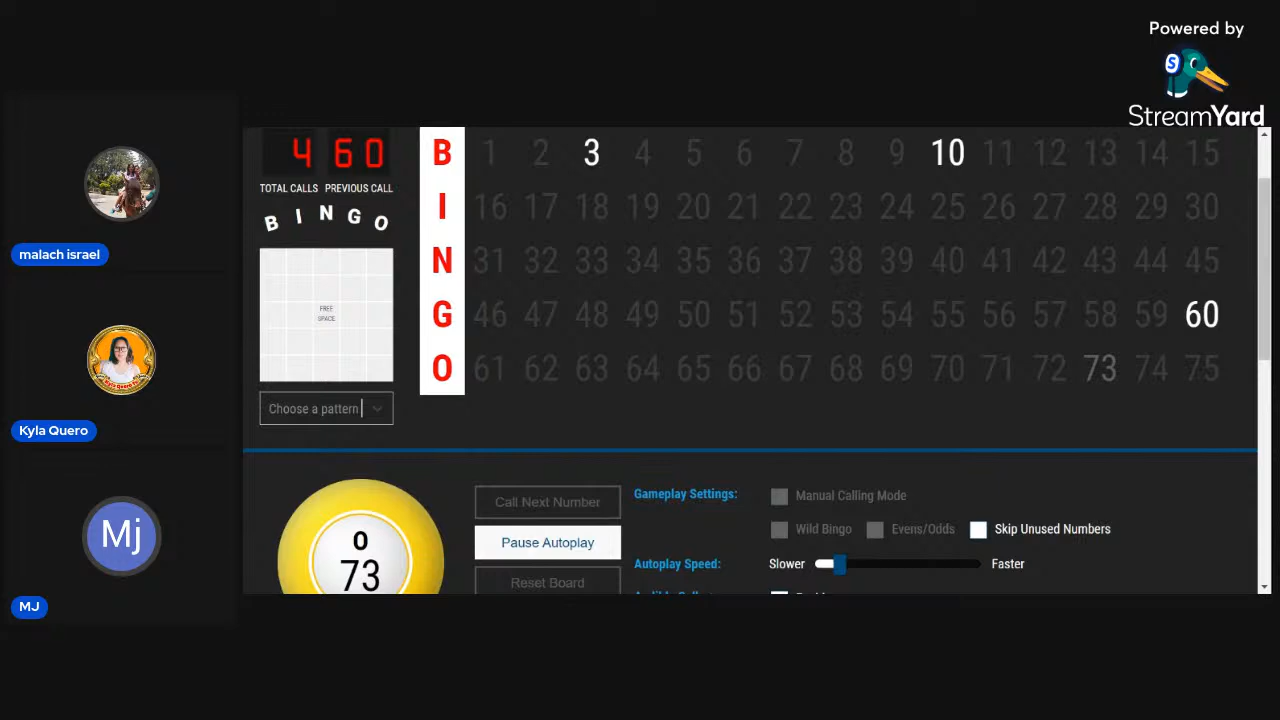 Powered by
StreamYard
malach israel
Kyla Quero
Mj
MJ
4 60
TOTAL CALLS PREVIOUS CALL
B I N G O
FREE
SPACE
Choose a pattern
B 1 2 3 4 5 6 7 8 9 10 11 12 13 14 15
I 16 17 18 19 20 21 22 23 24 25 26 27 28 29 30
N 31 32 33 34 35 36 37 38 39 40 41 42 43 44 45
G 46 47 48 49 50 51 52 53 54 55 56 57 58 59 60
O 61 62 63 64 65 66 67 68 69 70 71 72 73 74 75
O
73
Call Next Number
Pause Autoplay
Reset Board
Gameplay Settings:
Manual Calling Mode
Wild Bingo Evens/Odds Skip Unused Numbers
Autoplay Speed:
Slower Faster